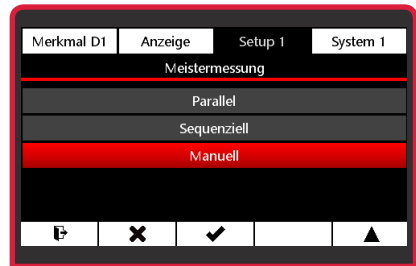 Merkmal D1 Anzeige Setup 1 System 1
Meistermessung
Parallel
Sequenziell
Manuell